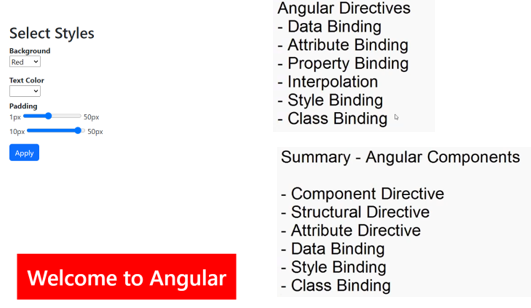 Select Styles
Background
Red
Text Color
Padding
1px 50px
10px 50px
Apply
Welcome to Angular
Angular Directives
- Data Binding
- Attribute Binding
- Property Binding
- Interpolation
- Style Binding
- Class Binding
Summary - Angular Components
- Component Directive
- Structural Directive
- Attribute Directive
- Data Binding
- Style Binding
- Class Binding